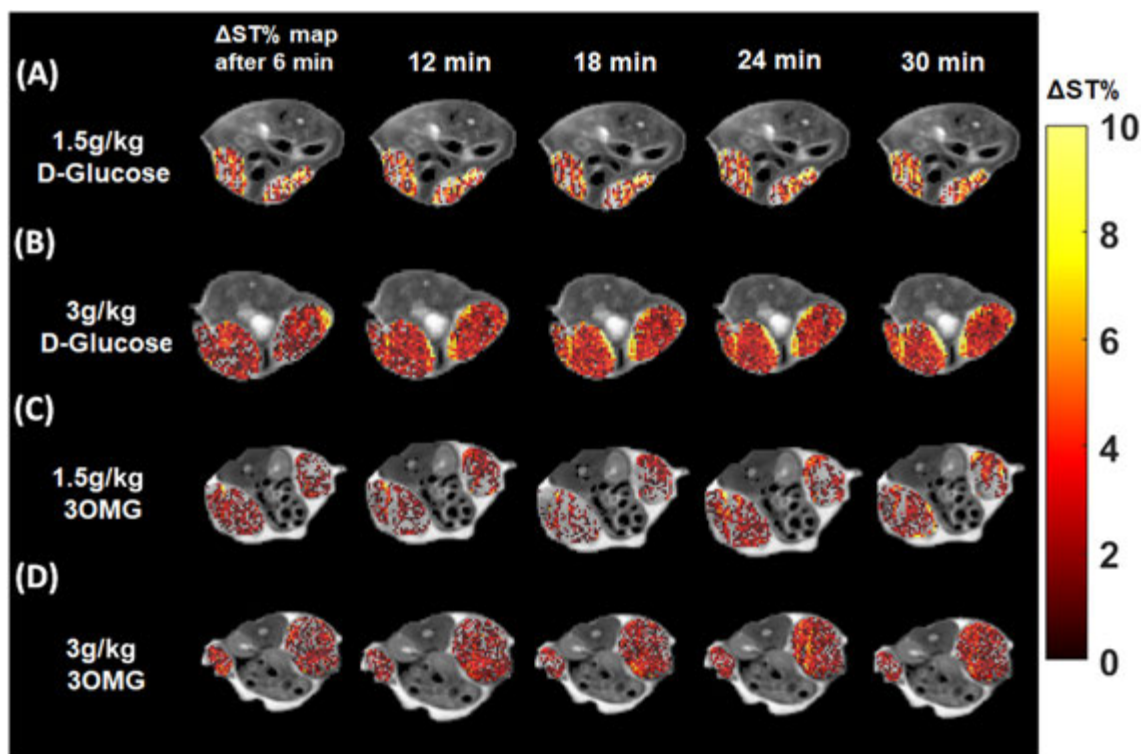 ΔST% map
after 6 min
12 min
18 min
24 min
30 min
ΔST%
(A)
1.5g/kg
D-Glucose
(B)
3g/kg
D-Glucose
(C)
1.5g/kg
3OMG
(D)
3g/kg
3OMG
10
8
6
4
2
0